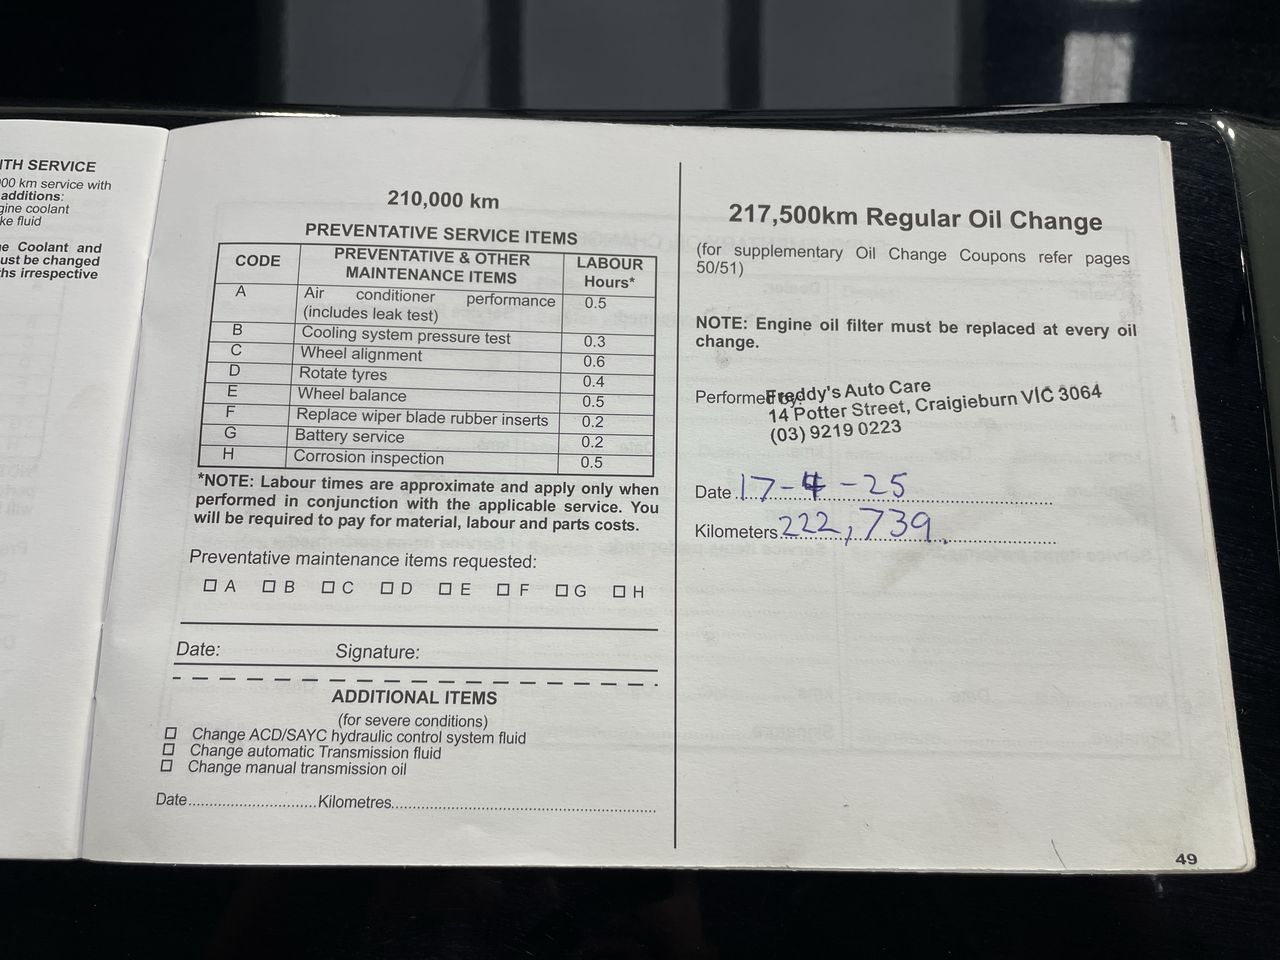 ITH SERVICE
000 km service with
additions:
gine coolant
ke fluid
e Coolant and
ust be changed
ths irrespective
210,000 km
PREVENTATIVE SERVICE ITEMS
CODE PREVENTATIVE & OTHER MAINTENANCE ITEMS LABOUR Hours*
A Air conditioner performance (includes leak test) 0.5
B Cooling system pressure test 0.3
C Wheel alignment 0.6
D Rotate tyres 0.4
E Wheel balance 0.5
F Replace wiper blade rubber inserts 0.2
G Battery service 0.2
H Corrosion inspection 0.5
*NOTE: Labour times are approximate and apply only when
performed in conjunction with the applicable service. You
will be required to pay for material, labour and parts costs.
Preventative maintenance items requested:
☐ A ☐ B ☐ C ☐ D ☐ E ☐ F ☐ G ☐ H
Date: Signature:
ADDITIONAL ITEMS
(for severe conditions)
☐ Change ACD/SAYC hydraulic control system fluid
☐ Change automatic Transmission fluid
☐ Change manual transmission oil
Date............................Kilometres..................................................................
217,500km Regular Oil Change
(for supplementary Oil Change Coupons refer pages
50/51)
NOTE: Engine oil filter must be replaced at every oil
change.
Performed by:
Freddy's Auto Care
14 Potter Street, Craigieburn VIC 3064
(03) 9219 0223
Date 17-4-25
Kilometers 222,739.
49